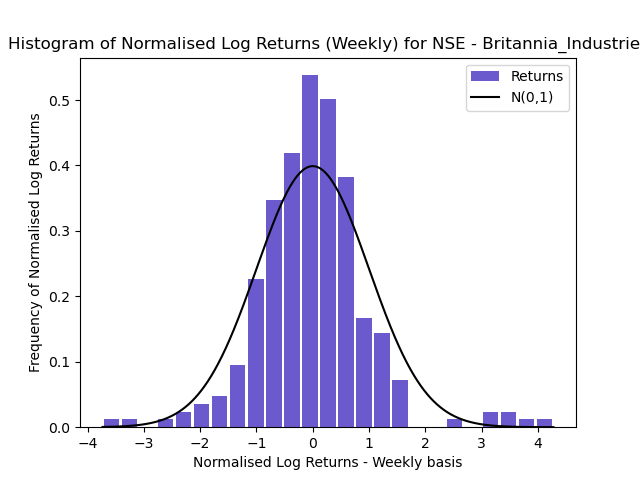 Histogram of Normalised Log Returns (Weekly) for NSE - Britannia_Industrie
Returns
N(0,1)
Frequency of Normalised Log Returns
0.5
0.4
0.3
0.2
0.1
0.0
−4 −3 −2 −1 0 1 2 3 4
Normalised Log Returns - Weekly basis